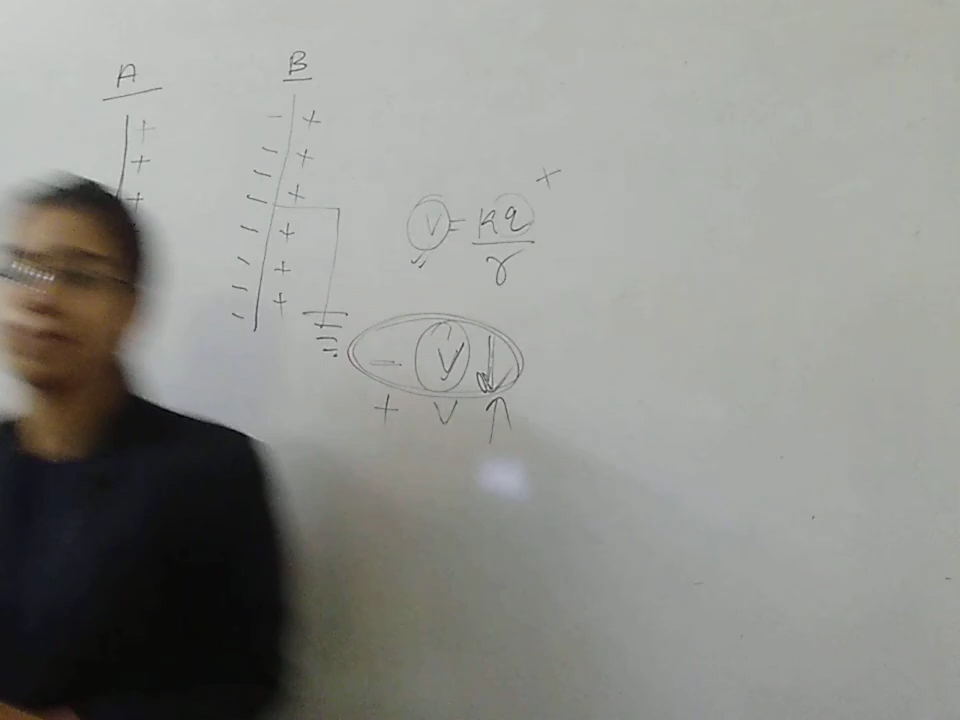 A B
+ - +
+ - +
+ - - +
- +
- +
- +
-
V = Kq / r +
- V ↓
+ V ↑